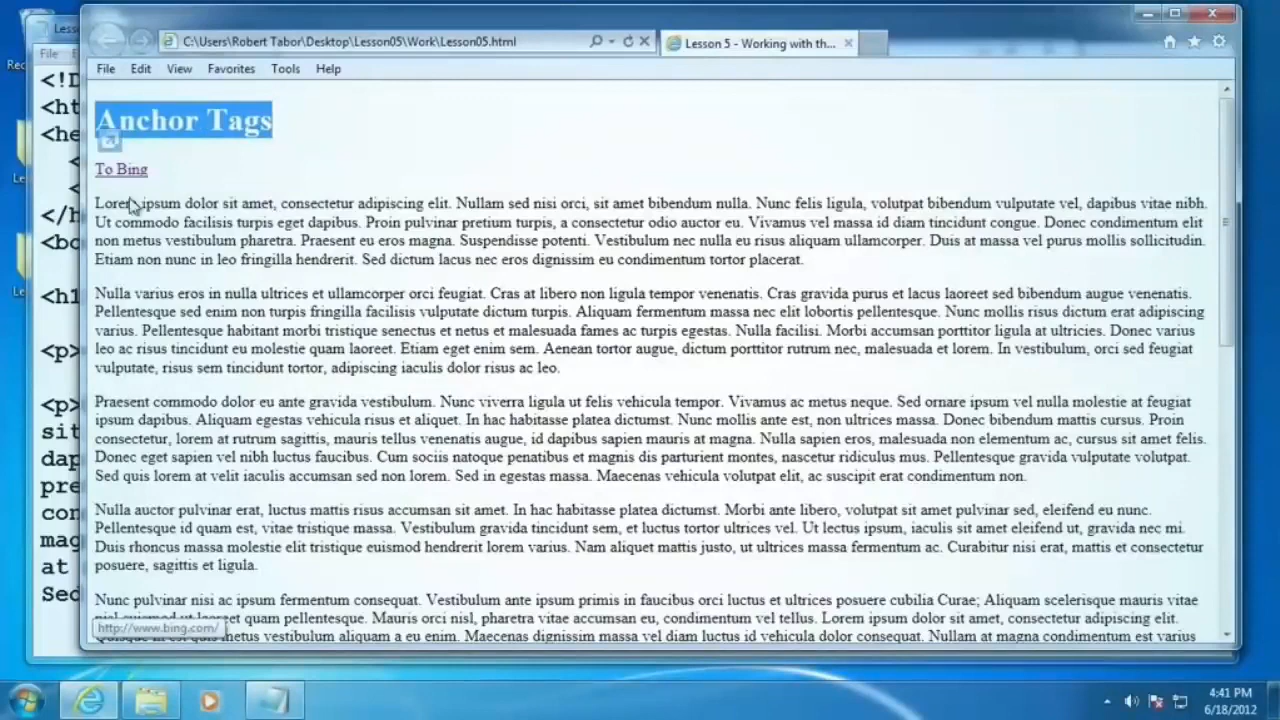 C:\Users\Robert Tabor\Desktop\Lesson05\Work\Lesson05.html
Lesson 5 - Working with th...
File Edit View Favorites Tools Help
Anchor Tags
To Bing
Lorem ipsum dolor sit amet, consectetur adipiscing elit. Nullam sed nisi orci, sit amet bibendum nulla. Nunc felis ligula, volutpat bibendum vulputate vel, dapibus vitae nibh.
Ut commodo facilisis turpis eget dapibus. Proin pulvinar pretium turpis, a consectetur odio auctor eu. Vivamus vel massa id diam tincidunt congue. Donec condimentum elit
non metus vestibulum pharetra. Praesent eu eros magna. Suspendisse potenti. Vestibulum nec nulla eu risus aliquam ullamcorper. Duis at massa vel purus mollis sollicitudin.
Etiam non nunc in leo fringilla hendrerit. Sed dictum lacus nec eros dignissim eu condimentum tortor placerat.
Nulla varius eros in nulla ultrices et ullamcorper orci feugiat. Cras at libero non ligula tempor venenatis. Cras gravida purus et lacus laoreet sed bibendum augue venenatis.
Pellentesque sed enim non turpis fringilla facilisis vulputate dictum turpis. Aliquam fermentum massa nec elit lobortis pellentesque. Nunc mollis risus dictum erat adipiscing
varius. Pellentesque habitant morbi tristique senectus et netus et malesuada fames ac turpis egestas. Nulla facilisi. Morbi accumsan porttitor ligula at ultricies. Donec varius
leo ac risus tincidunt eu molestie quam laoreet. Etiam eget enim sem. Aenean tortor augue, dictum porttitor rutrum nec, malesuada et lorem. In vestibulum, orci sed feugiat
vulputate, risus sem tincidunt tortor, adipiscing iaculis dolor risus ac leo.
Praesent commodo dolor eu ante gravida vestibulum. Nunc viverra ligula ut felis vehicula tempor. Vivamus ac metus neque. Sed ornare ipsum vel nulla molestie at feugiat
ipsum dapibus. Aliquam egestas vehicula risus et aliquet. In hac habitasse platea dictumst. Nunc mollis ante est, non ultrices massa. Donec bibendum mattis cursus. Proin
consectetur, lorem at rutrum sagittis, mauris tellus venenatis augue, id dapibus sapien mauris at magna. Nulla sapien eros, malesuada non elementum ac, cursus sit amet felis.
Donec eget sapien vel nibh luctus faucibus. Cum sociis natoque penatibus et magnis dis parturient montes, nascetur ridiculus mus. Pellentesque gravida vulputate volutpat.
Sed quis lorem at velit iaculis accumsan sed non lorem. Sed in egestas massa. Maecenas vehicula volutpat elit, ac suscipit erat condimentum non.
Nulla auctor pulvinar erat, luctus mattis risus accumsan sit amet. In hac habitasse platea dictumst. Morbi ante libero, volutpat sit amet pulvinar sed, eleifend eu nunc.
Pellentesque id quam est, vitae tristique massa. Vestibulum gravida tincidunt sem, et luctus tortor ultrices vel. Ut lectus ipsum, iaculis sit amet eleifend ut, gravida nec mi.
Duis rhoncus massa molestie elit tristique euismod hendrerit lorem varius. Nam aliquet mattis justo, ut ultrices massa fermentum ac. Curabitur nisi erat, mattis et consectetur
posuere, sagittis et ligula.
Nunc pulvinar nisi ac ipsum fermentum consequat. Vestibulum ante ipsum primis in faucibus orci luctus et ultrices posuere cubilia Curae; Aliquam scelerisque mauris vitae
nisl euismod ut laoreet quam pellentesque. Mauris orci nisl, pharetra vitae accumsan eu, condimentum vel tellus. Lorem ipsum dolor sit amet, consectetur adipiscing elit.
Quisque in metus vestibulum aliquam a eu enim. Maecenas dignissim massa vel diam luctus id vehicula dolor consequat. Nullam at magna condimentum est varius
http://www.bing.com/
Less
File
<!D
<ht
<he
<
<
</h
<bo
<h1
<p>
<p>
sit
dap
pre
con
mag
at
Sed
Rec
4:41 PM
6/18/2012